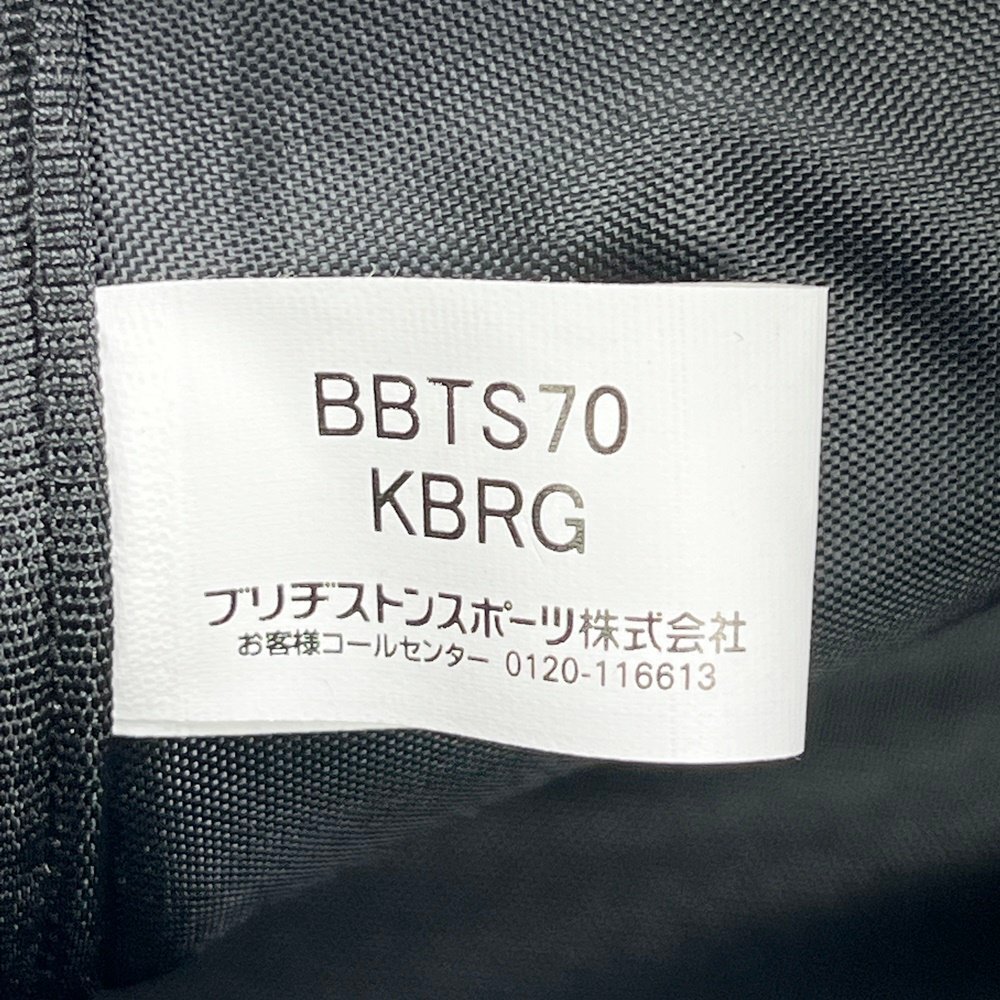 BBTS70
KBRG
ブリヂストンスポーツ株式会社
お客様コールセンター 0120-116613